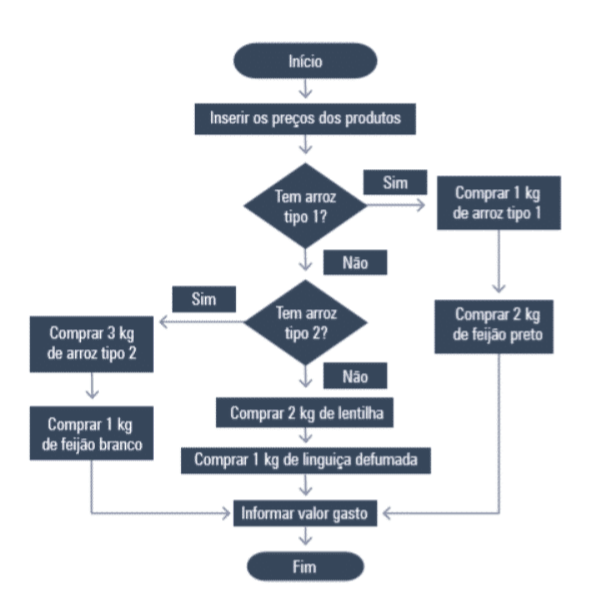 Início
Inserir os preços dos produtos
Tem arroz
tipo 1?
Sim
Comprar 1 kg
de arroz tipo 1
Comprar 2 kg
de feijão preto
Não
Tem arroz
tipo 2?
Sim
Comprar 3 kg
de arroz tipo 2
Comprar 1 kg
de feijão branco
Não
Comprar 2 kg de lentilha
Comprar 1 kg de linguiça defumada
Informar valor gasto
Fim